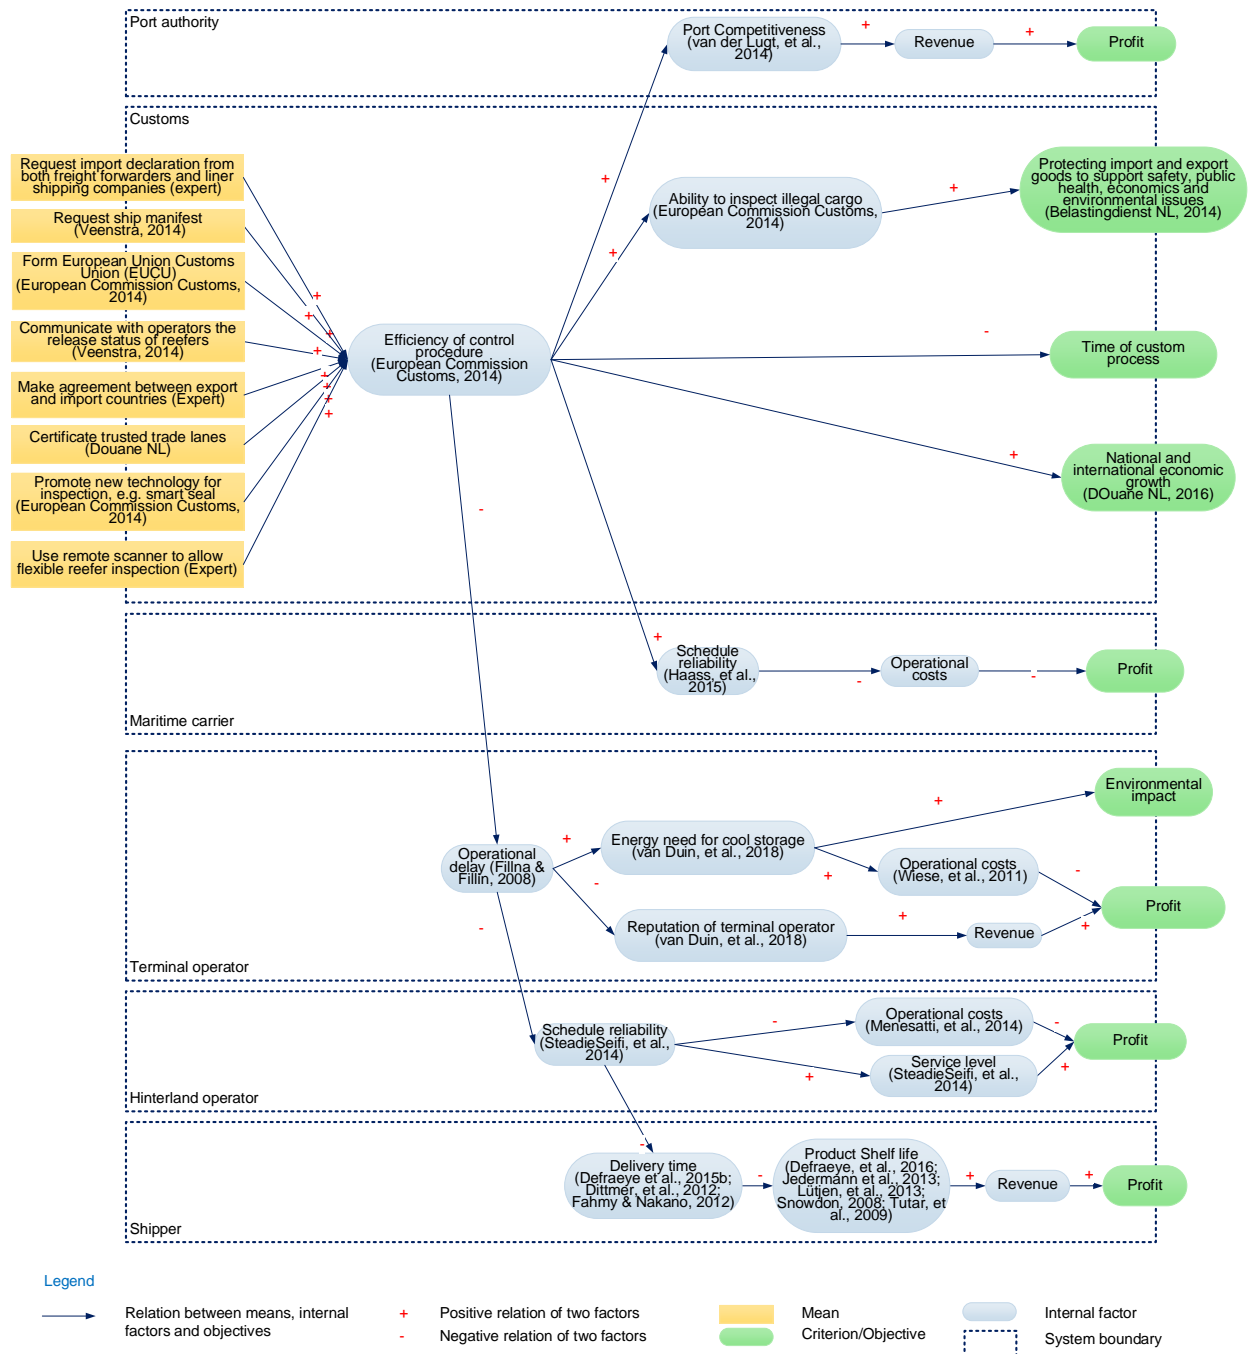 Port authority
Port Competitiveness
(van der Lugt, et al.,
2014)
+
Revenue
+
Profit
Customs
Request import declaration from
both freight forwarders and liner
shipping companies (expert)
Request ship manifest
(Veenstra, 2014)
Form European Union Customs
Union (EUCU)
(European Commission Customs,
2014)
Communicate with operators the
release status of reefers
(Veenstra, 2014)
Make agreement between export
and import countries (Expert)
Certificate trusted trade lanes
(Douane NL)
Promote new technology for
inspection, e.g. smart seal
(European Commission Customs,
2014)
Use remote scanner to allow
flexible reefer inspection (Expert)
+
+
+
+
+
+
+
+
Efficiency of control
procedure
(European Commission
Customs, 2014)
+
+
Ability to inspect illegal cargo
(European Commission Customs,
2014)
+
Protecting import and export
goods to support safety, public
health, economics and
environmental issues
(Belastingdienst NL, 2014)
-
Time of custom
process
+
National and
international economic
growth
(DOuane NL, 2016)
-
+
Schedule
reliability
(Haass, et al.,
2015)
-
Operational
costs
-
Profit
Maritime carrier
Operational
delay (Fillna &
Fillin, 2008)
+
Energy need for cool storage
(van Duin, et al., 2018)
+
Environmental
impact
+
Operational costs
(Wiese, et al., 2011)
-
-
Reputation of terminal operator
(van Duin, et al., 2018)
+
Revenue
+
Profit
-
Terminal operator
Schedule reliability
(SteadieSeifi, et al.,
2014)
-
Operational costs
(Menesatti, et al., 2014)
-
+
Service level
(SteadieSeifi, et al.,
2014)
+
Profit
Hinterland operator
-
Delivery time
(Defraeye et al., 2015b;
Dittmer, et al., 2012;
Fahmy & Nakano, 2012)
-
Product Shelf life
(Defraeye, et al., 2016;
Jedermann et al., 2013;
Lütjen, et al., 2013;
Snowdon, 2008; Tutar, et
al., 2009)
+
Revenue
+
Profit
Shipper
Legend
Relation between means, internal
factors and objectives
+
Positive relation of two factors
-
Negative relation of two factors
Mean
Criterion/Objective
Internal factor
System boundary